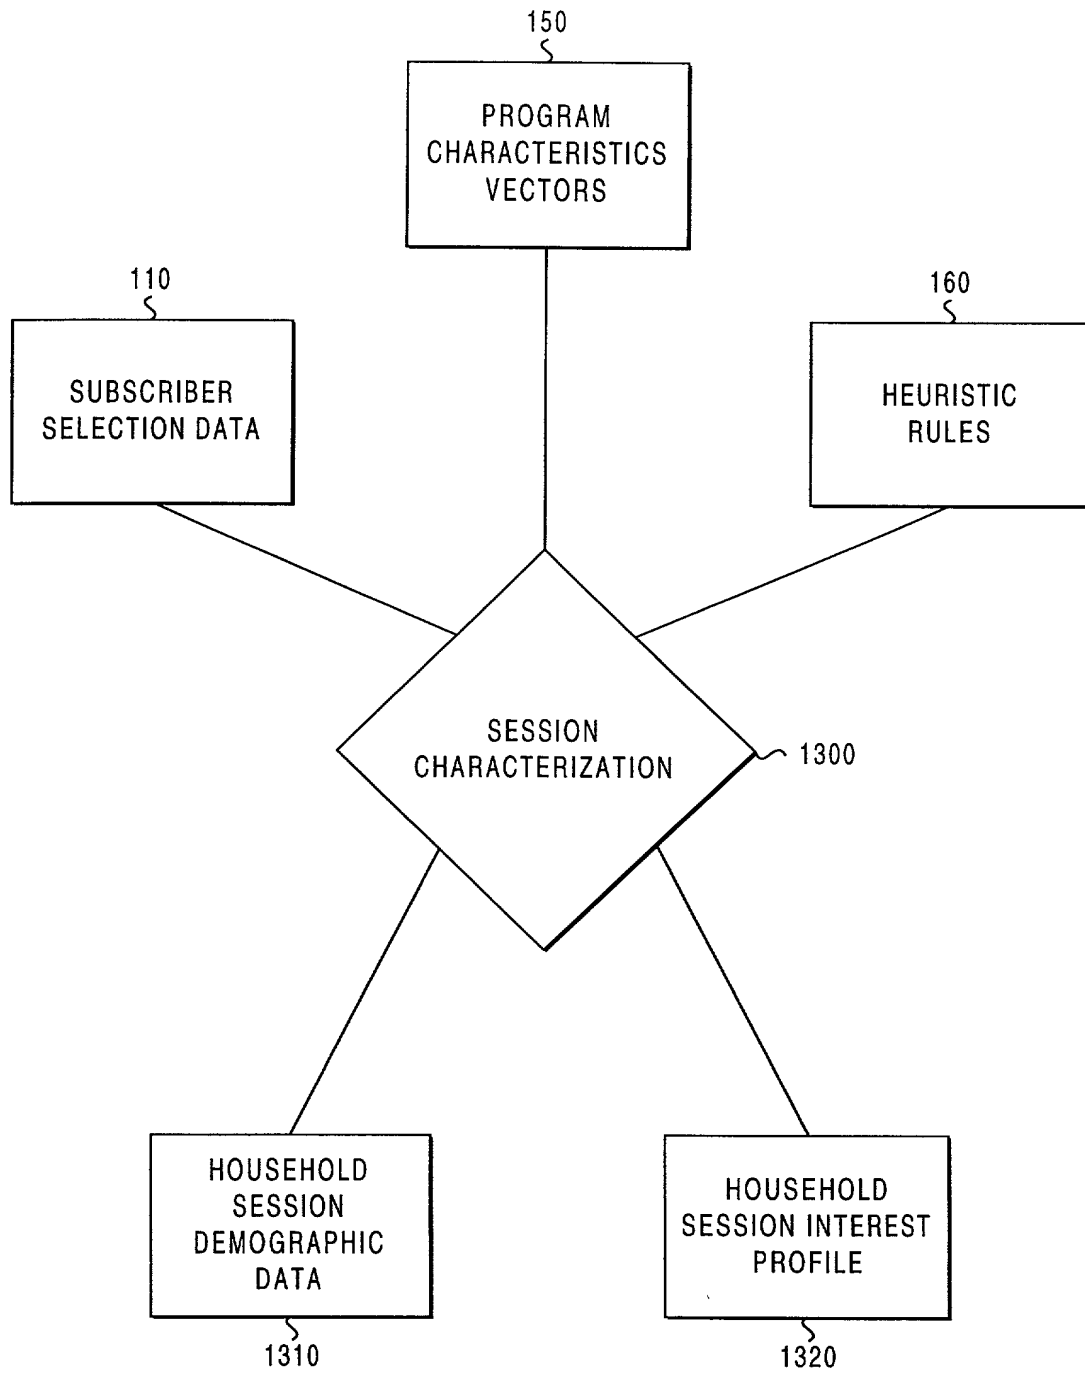 150
PROGRAM
CHARACTERISTICS
VECTORS
110
SUBSCRIBER
SELECTION DATA
160
HEURISTIC
RULES
SESSION
CHARACTERIZATION
1300
HOUSEHOLD
SESSION
DEMOGRAPHIC
DATA
1310
HOUSEHOLD
SESSION INTEREST
PROFILE
1320